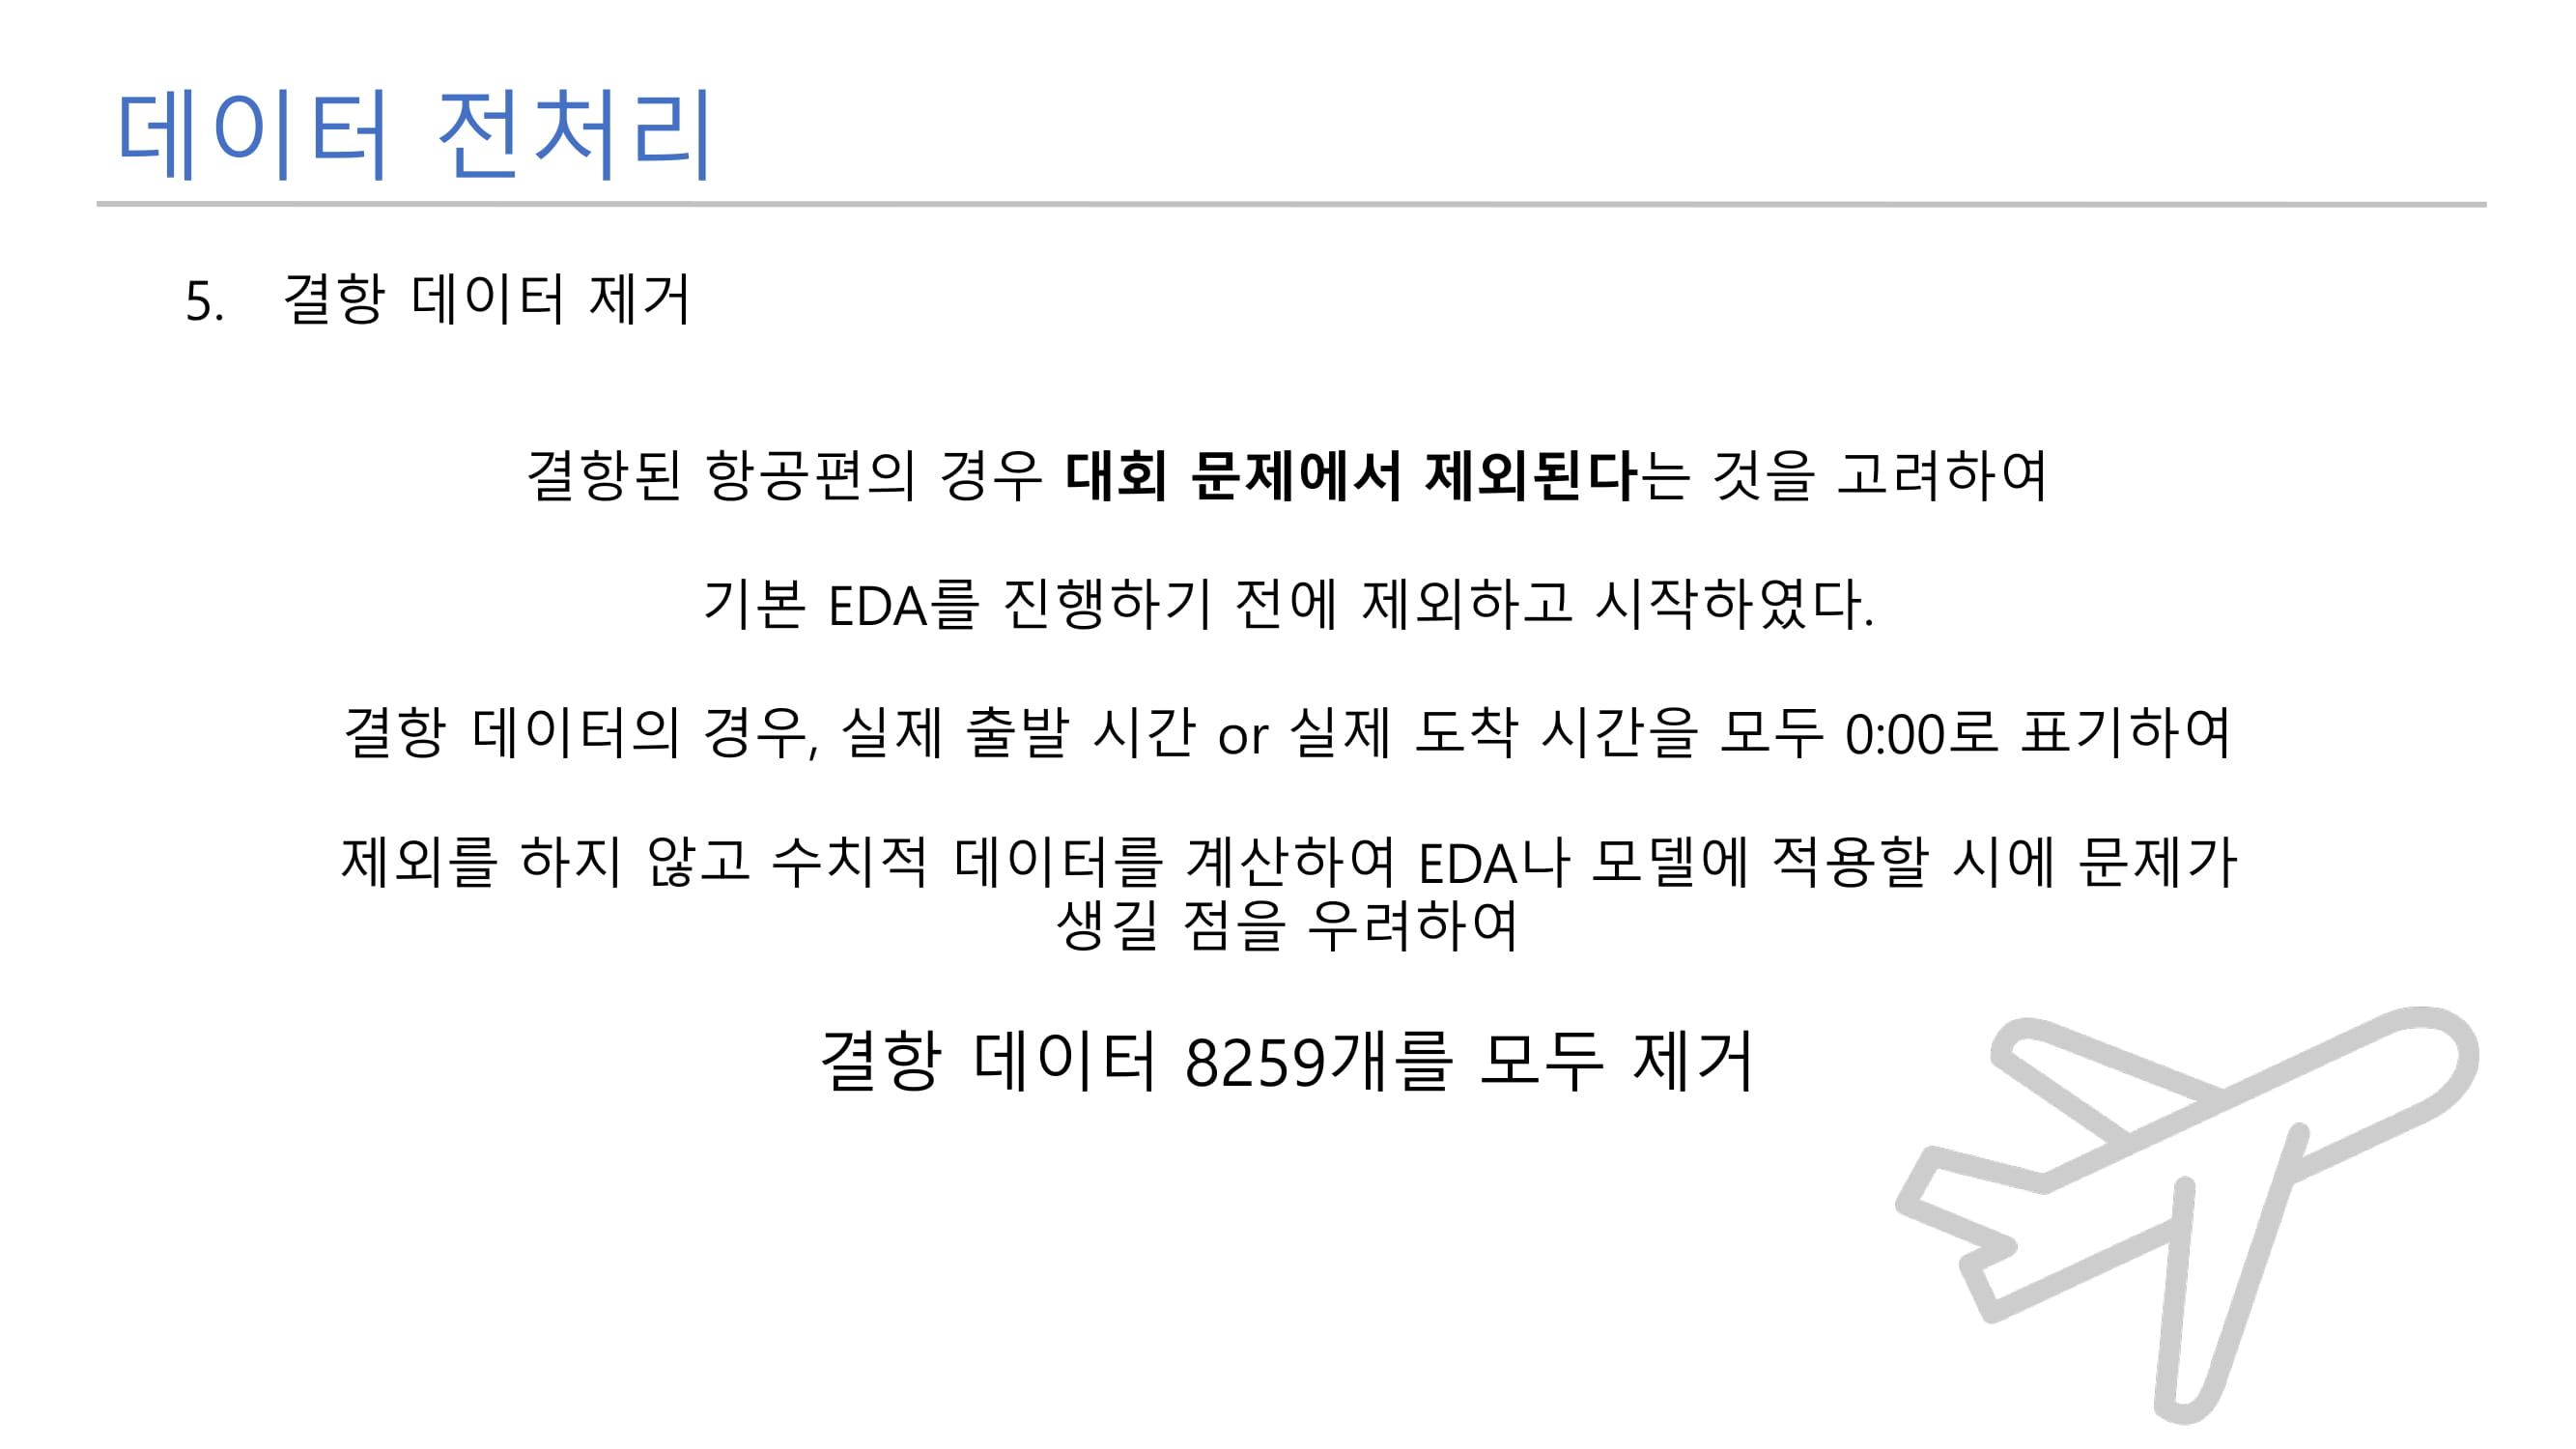 데이터 전처리
5. 결항 데이터 제거
결항된 항공편의 경우 대회 문제에서 제외된다는 것을 고려하여
기본 EDA를 진행하기 전에 제외하고 시작하였다.
결항 데이터의 경우, 실제 출발 시간 or 실제 도착 시간을 모두 0:00로 표기하여
제외를 하지 않고 수치적 데이터를 계산하여 EDA나 모델에 적용할 시에 문제가
생길 점을 우려하여
결항 데이터 8259개를 모두 제거